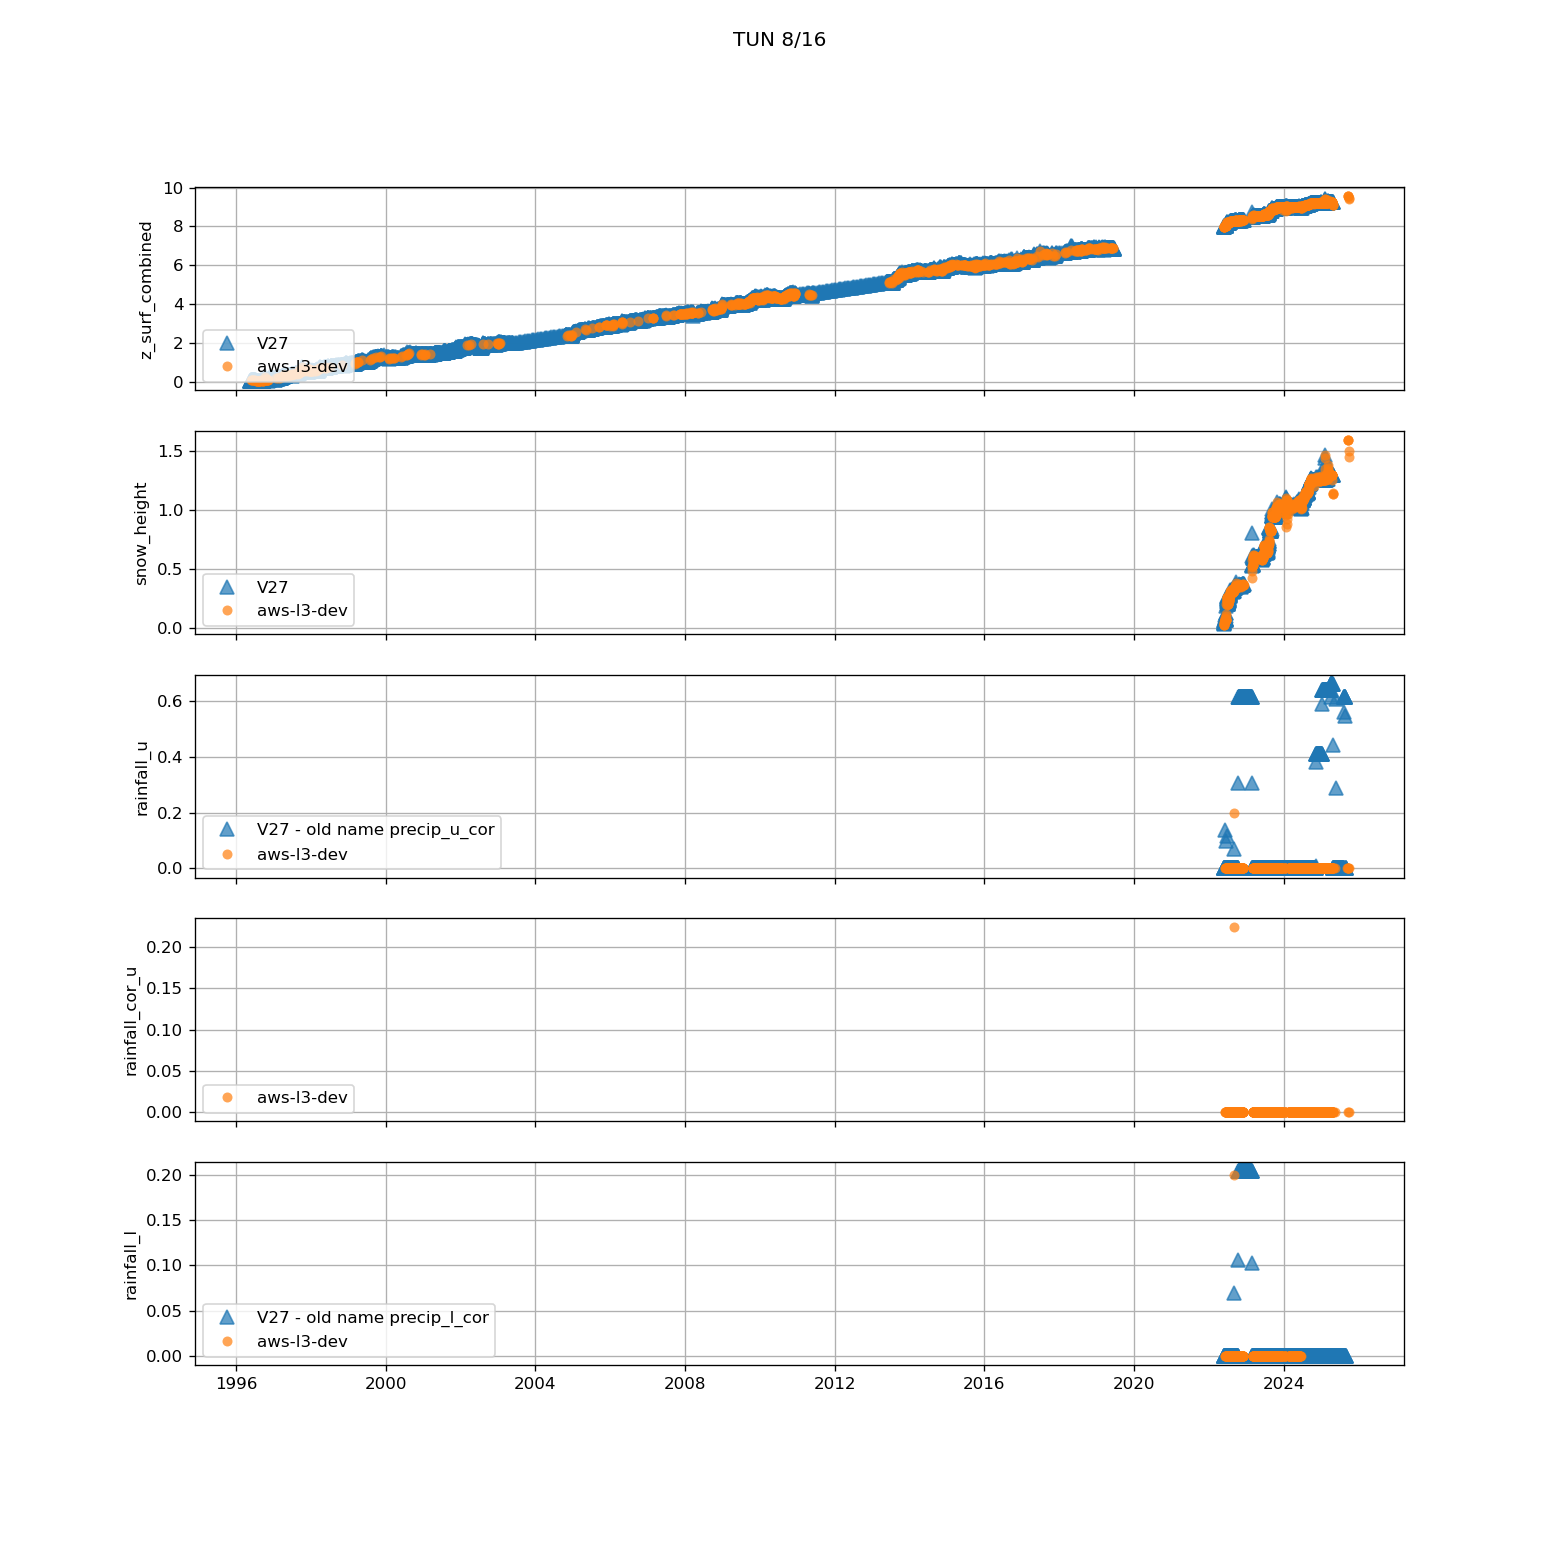 TUN 8/16
10
8
6
4
2
0
z_surf_combined
V27
aws-l3-dev
1.5
1.0
0.5
0.0
snow_height
V27
aws-l3-dev
0.6
0.4
0.2
0.0
rainfall_u
V27 - old name precip_u_cor
aws-l3-dev
0.20
0.15
0.10
0.05
0.00
rainfall_cor_u
aws-l3-dev
0.20
0.15
0.10
0.05
0.00
rainfall_l
V27 - old name precip_l_cor
aws-l3-dev
1996 2000 2004 2008 2012 2016 2020 2024